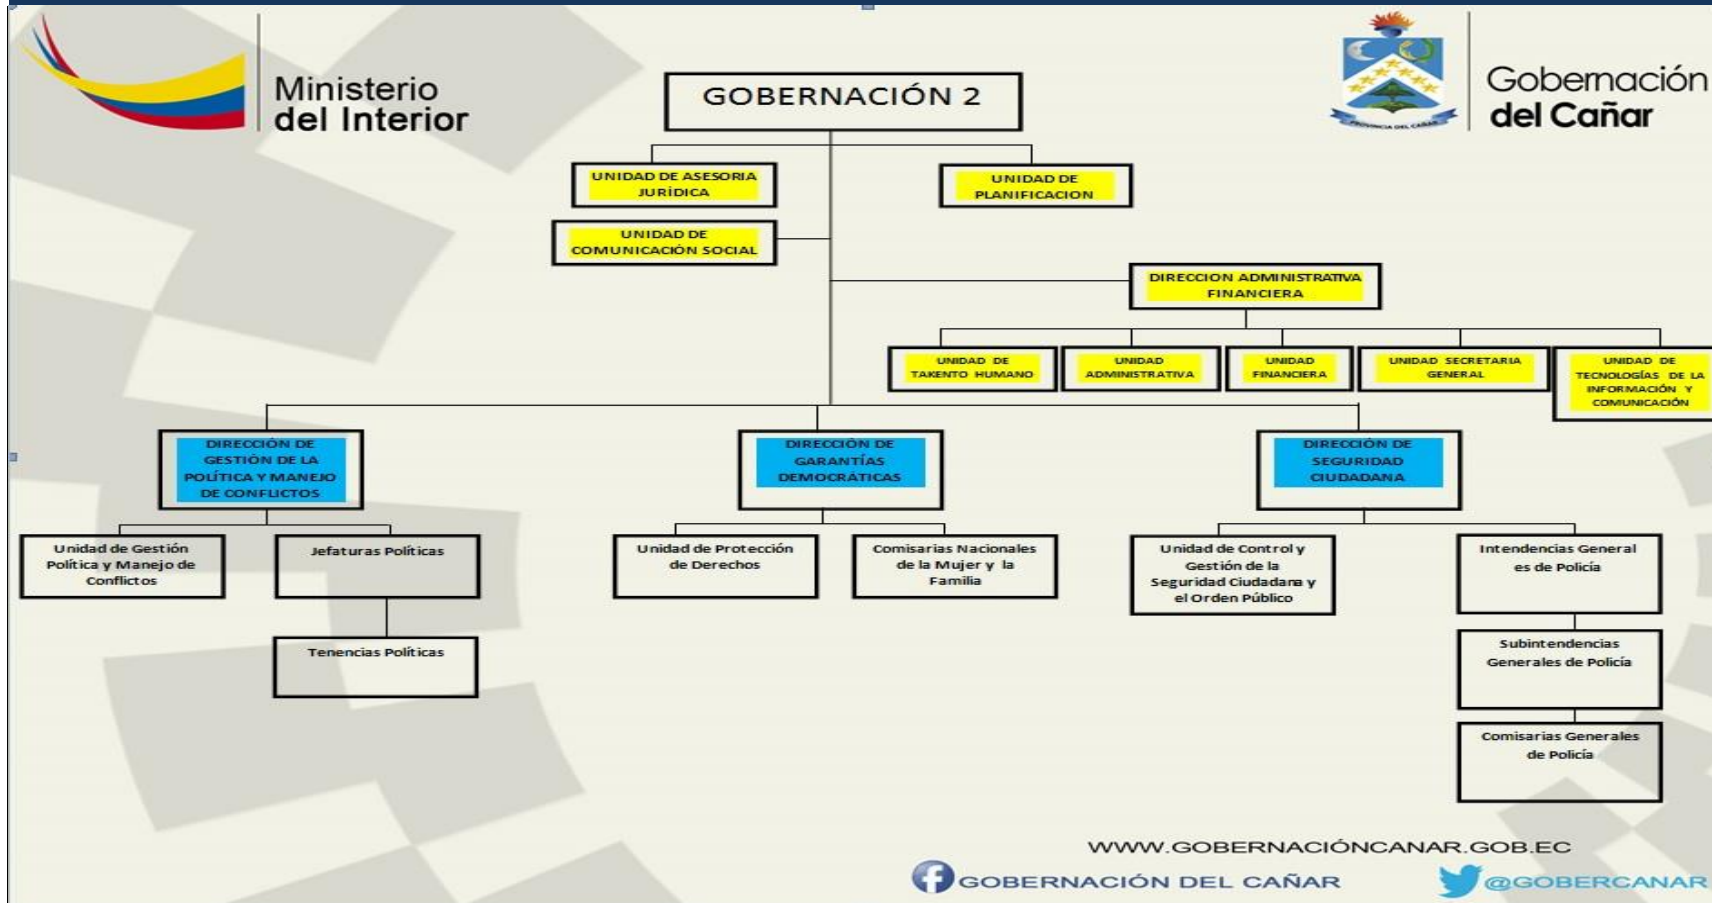 Ministerio
del Interior
GOBERNACIÓN 2
PROVINCIA DEL CAÑAR
Gobernación
del Cañar
UNIDAD DE ASESORIA
JURÍDICA
UNIDAD DE
PLANIFICACION
UNIDAD DE
COMUNICACIÓN SOCIAL
DIRECCION ADMINISTRATIVA
FINANCIERA
UNIDAD DE
TAKENTO HUMANO
UNIDAD
ADMINISTRATIVA
UNIDAD
FINANCIERA
UNIDAD SECRETARIA
GENERAL
UNIDAD DE
TECNOLOGÍAS DE LA
INFORMACIÓN Y
COMUNICACIÓN
DIRECCIÓN DE
GESTIÓN DE LA
POLÍTICA Y MANEJO
DE CONFLICTOS
DIRECCIÓN DE
GARANTÍAS
DEMOCRÁTICAS
DIRECCIÓN DE
SEGURIDAD
CIUDADANA
Unidad de Gestión
Política y Manejo de
Conflictos
Jefaturas Políticas
Unidad de Protección
de Derechos
Comisarias Nacionales
de la Mujer y la
Familia
Unidad de Control y
Gestión de la
Seguridad Ciudadana y
el Orden Público
Intendencias General
es de Policía
Tenencias Políticas
Subintendencias
Generales de Policía
Comisarias Generales
de Policía
WWW.GOBERNACIÓNCANAR.GOB.EC
GOBERNACIÓN DEL CAÑAR
@GOBERCANAR